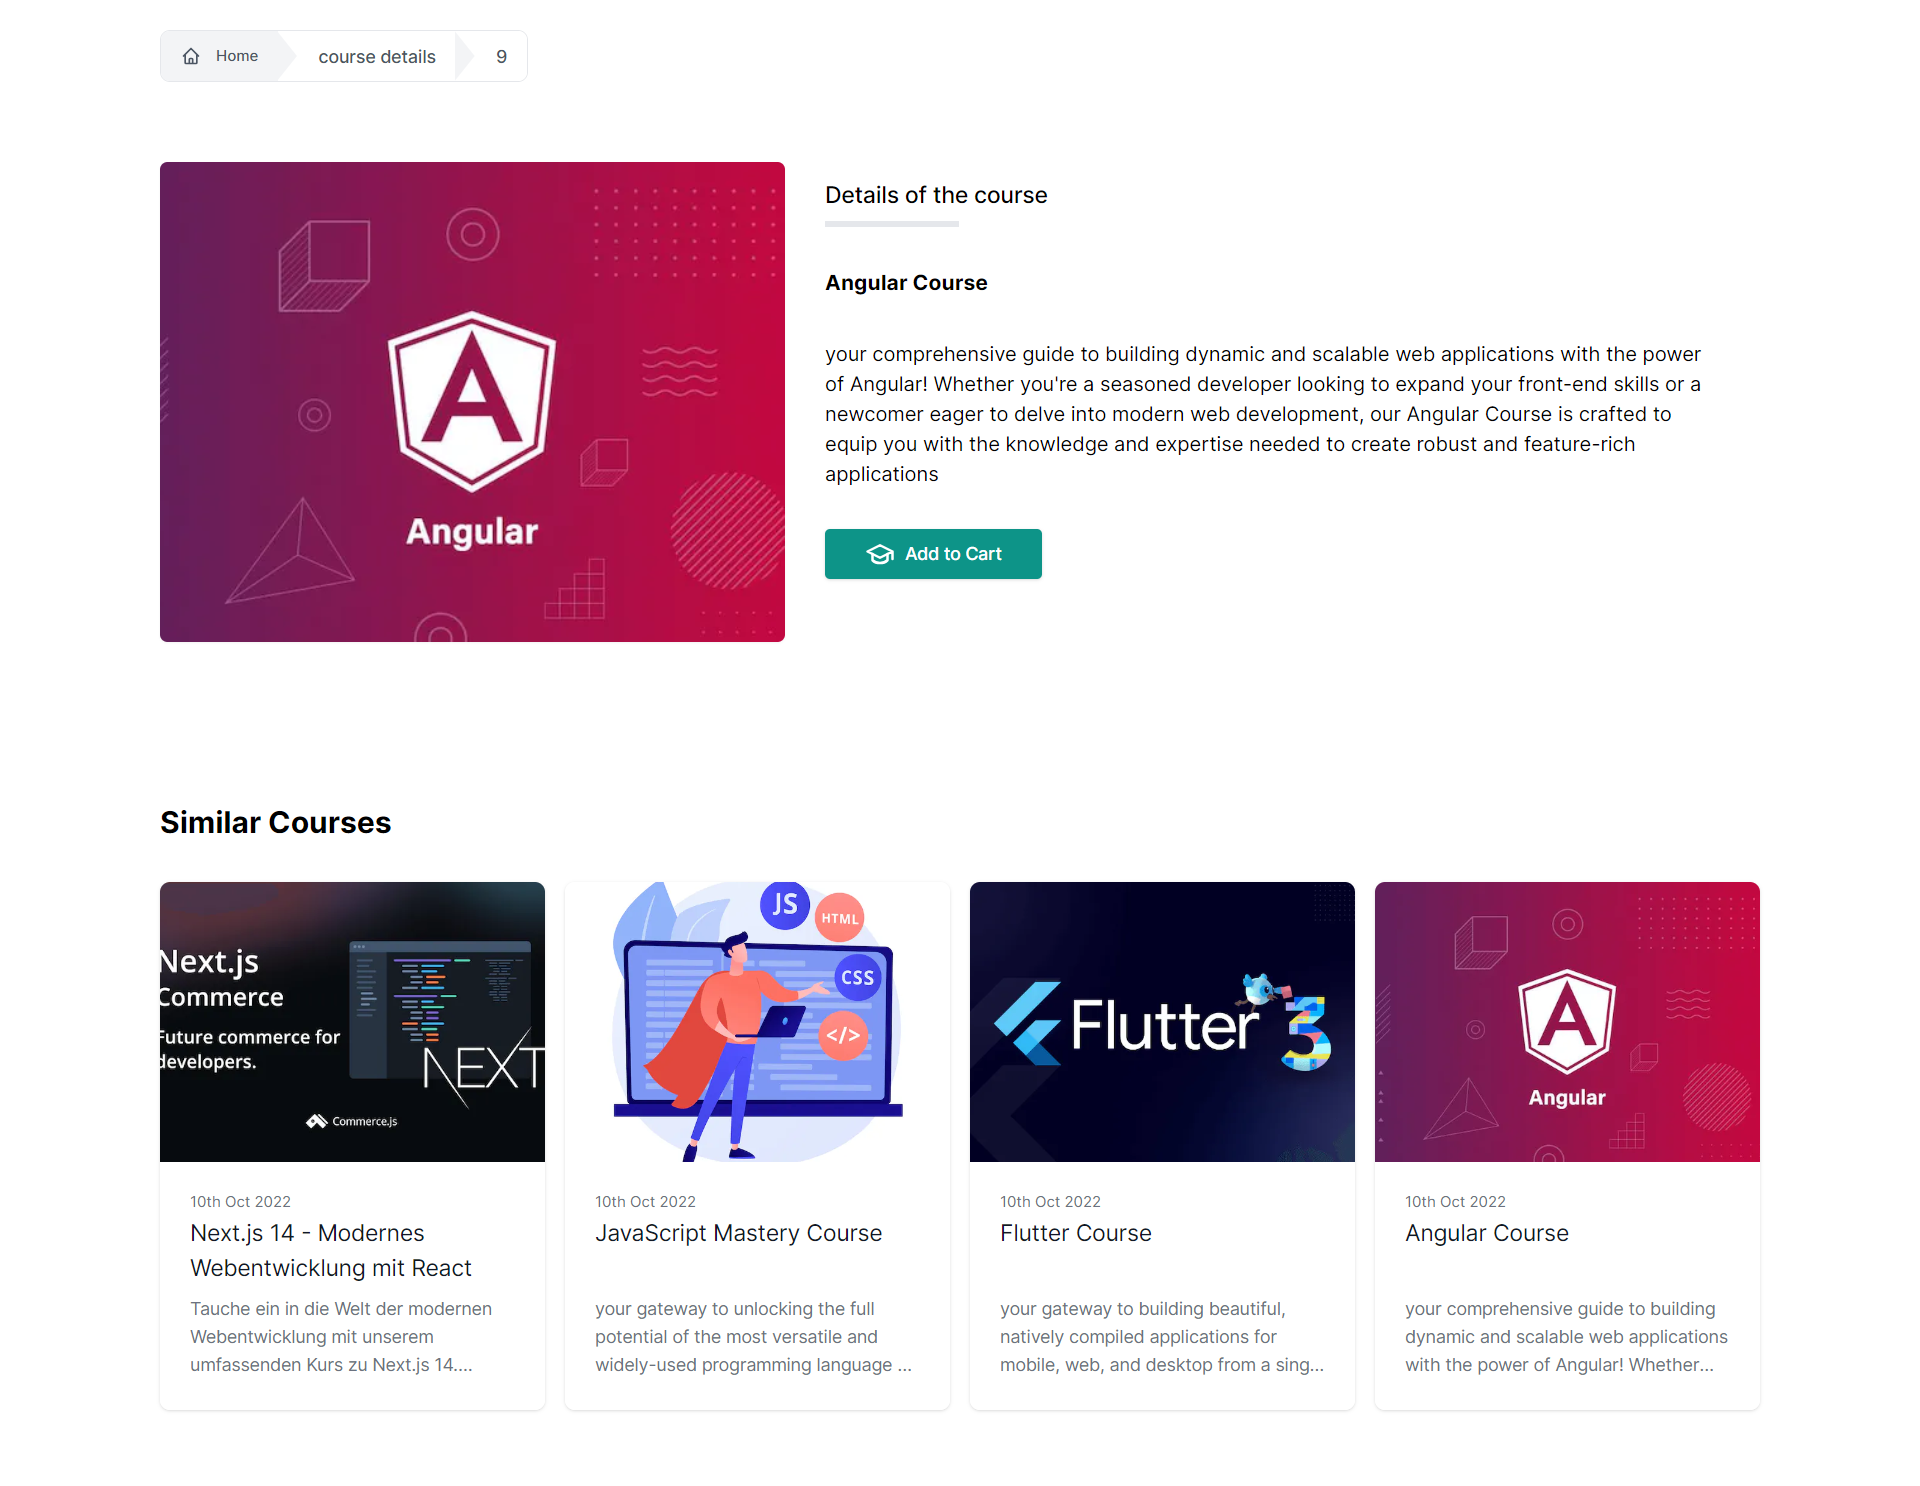 Home
course details
9
Angular
Details of the course
Angular Course
your comprehensive guide to building dynamic and scalable web applications with the power
of Angular! Whether you're a seasoned developer looking to expand your front-end skills or a
newcomer eager to delve into modern web development, our Angular Course is crafted to
equip you with the knowledge and expertise needed to create robust and feature-rich
applications
Add to Cart
Similar Courses
Next.js
Commerce
Future commerce for
developers.
NEXT
Commerce.js
10th Oct 2022
Next.js 14 - Modernes
Webentwicklung mit React
Tauche ein in die Welt der modernen
Webentwicklung mit unserem
umfassenden Kurs zu Next.js 14....
JS
HTML
CSS
</>
10th Oct 2022
JavaScript Mastery Course
your gateway to unlocking the full
potential of the most versatile and
widely-used programming language ...
Flutter 3
10th Oct 2022
Flutter Course
your gateway to building beautiful,
natively compiled applications for
mobile, web, and desktop from a sing...
Angular
10th Oct 2022
Angular Course
your comprehensive guide to building
dynamic and scalable web applications
with the power of Angular! Whether...